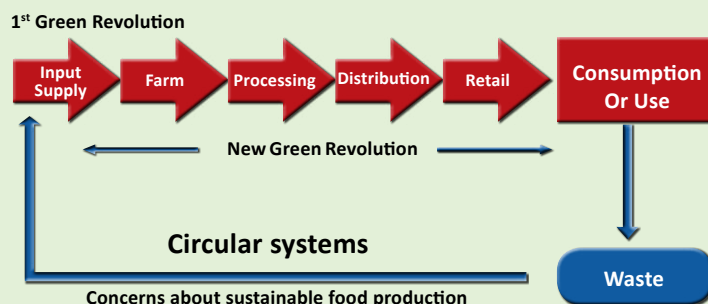 1st Green Revolution
Input
Supply
Farm
Processing
Distribution
Retail
Consumption
Or Use
New Green Revolution
Circular systems
Waste
Concerns about sustainable food production